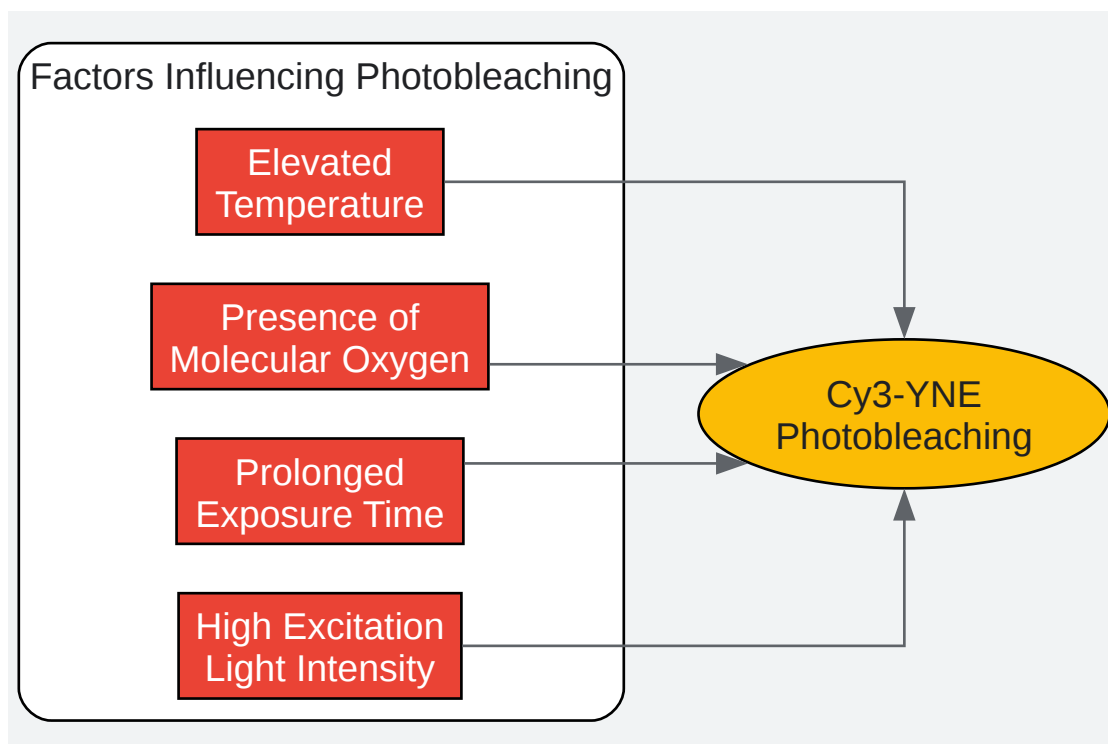 Factors Influencing Photobleaching
Elevated
Temperature
Presence of
Molecular Oxygen
Prolonged
Exposure Time
High Excitation
Light Intensity
Cy3-YNE
Photobleaching